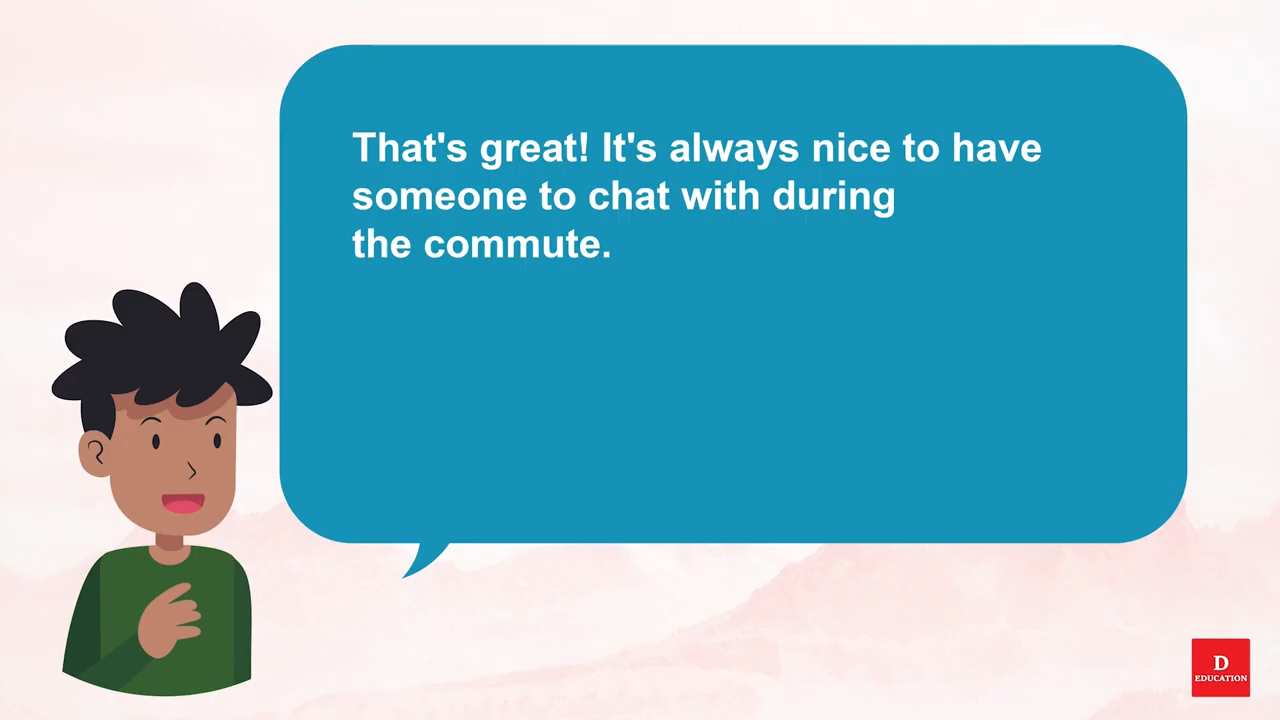 That's great! It's always nice to have
someone to chat with during
the commute.
D
EDUCATION